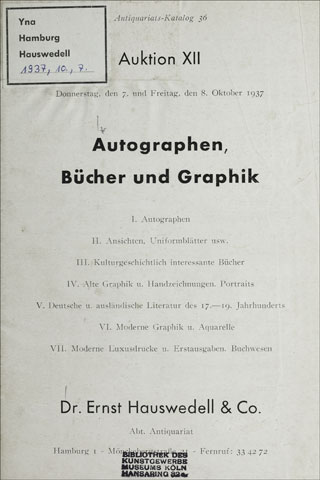 Yna
Hamburg
Hauswedell
1937, 10., 7.
Antiquariats-Katalog 36
Auktion XII
Donnerstag, den 7. und Freitag, den 8. Oktober 1937
Autographen,
Bücher und Graphik
I. Autographen
II. Ansichten, Uniformblätter usw.
III. Kulturgeschichtlich interessante Bücher
IV. Alte Graphik u. Handzeichnungen. Portraits
V. Deutsche u. ausländische Literatur des 17.—19. Jahrhunderts
VI. Moderne Graphik u. Aquarelle
VII. Moderne Luxusdrucke u. Erstausgaben. Buchwesen
Dr. Ernst Hauswedell & Co.
Abt. Antiquariat
Hamburg 1 - - Fernruf: 33 42 72
BIBLIOTHEK DES
KUNSTGEWERBE
MUSEUMS KÖLN
HANSARING 32a